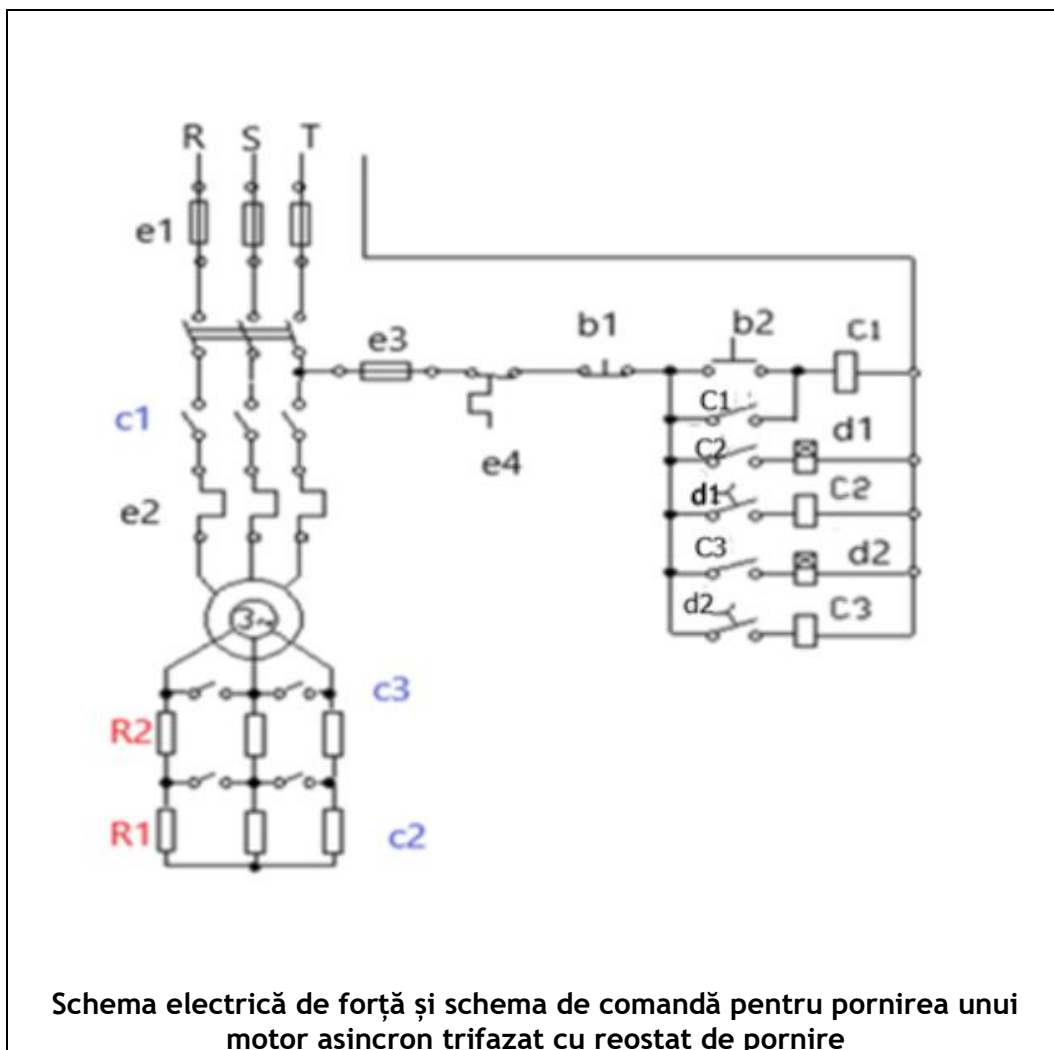 R S T
e1
b1 b2 C1
e3
c1
C1
d1
C2
e4
e2
d1 C2
C3 d2
d2 C3
3~
c3
R2
R1 c2
Schema electrică de forță și schema de comandă pentru pornirea unui
motor asincron trifazat cu reostat de pornire